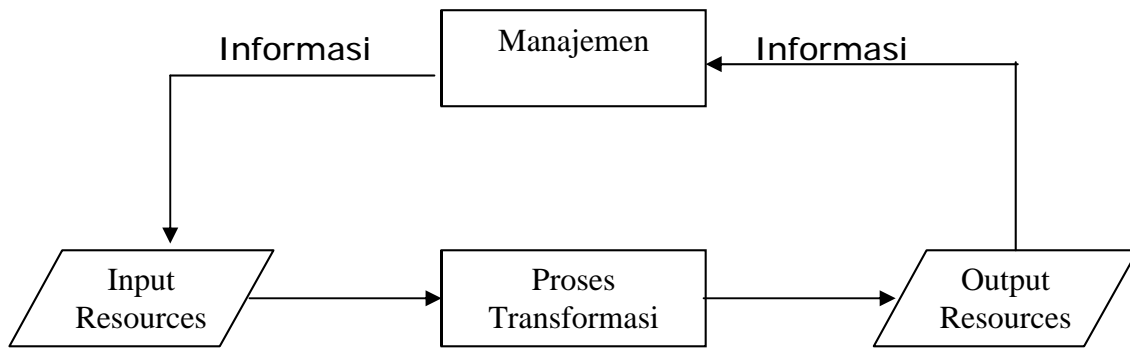 Manajemen
Informasi
Informasi
Input
Resources
Proses
Transformasi
Output
Resources